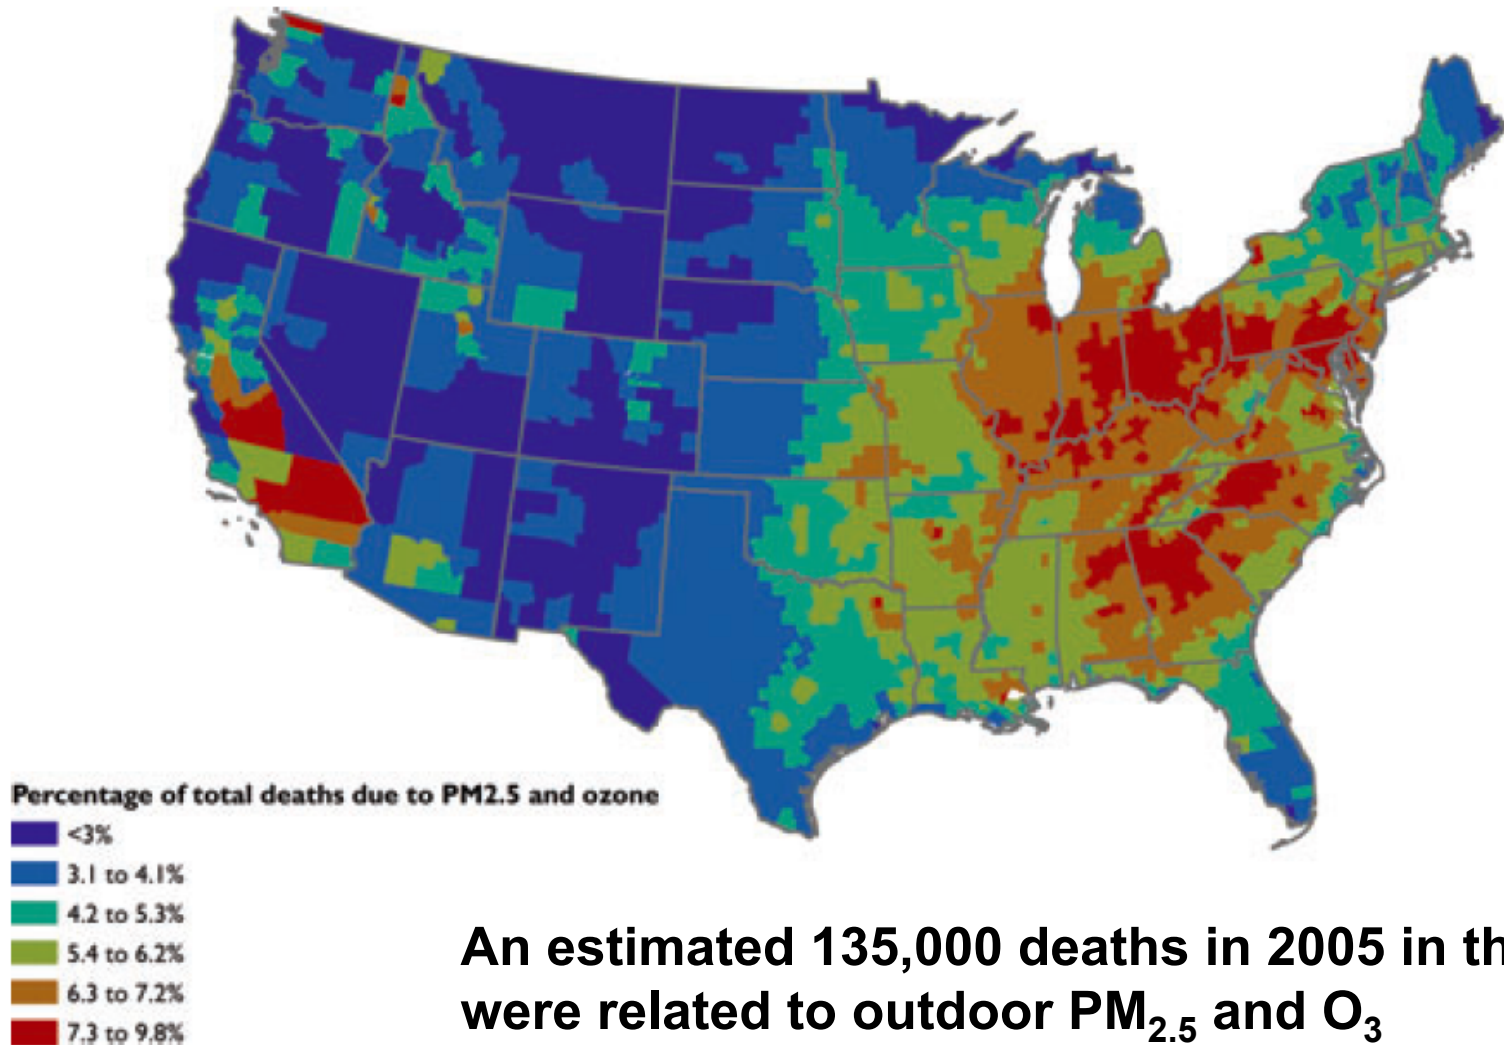 Percentage of total deaths due to PM2.5 and ozone
<3%
3.1 to 4.1%
4.2 to 5.3%
5.4 to 6.2%
6.3 to 7.2%
7.3 to 9.8%
An estimated 135,000 deaths in 2005 in th
were related to outdoor PM2.5 and O3